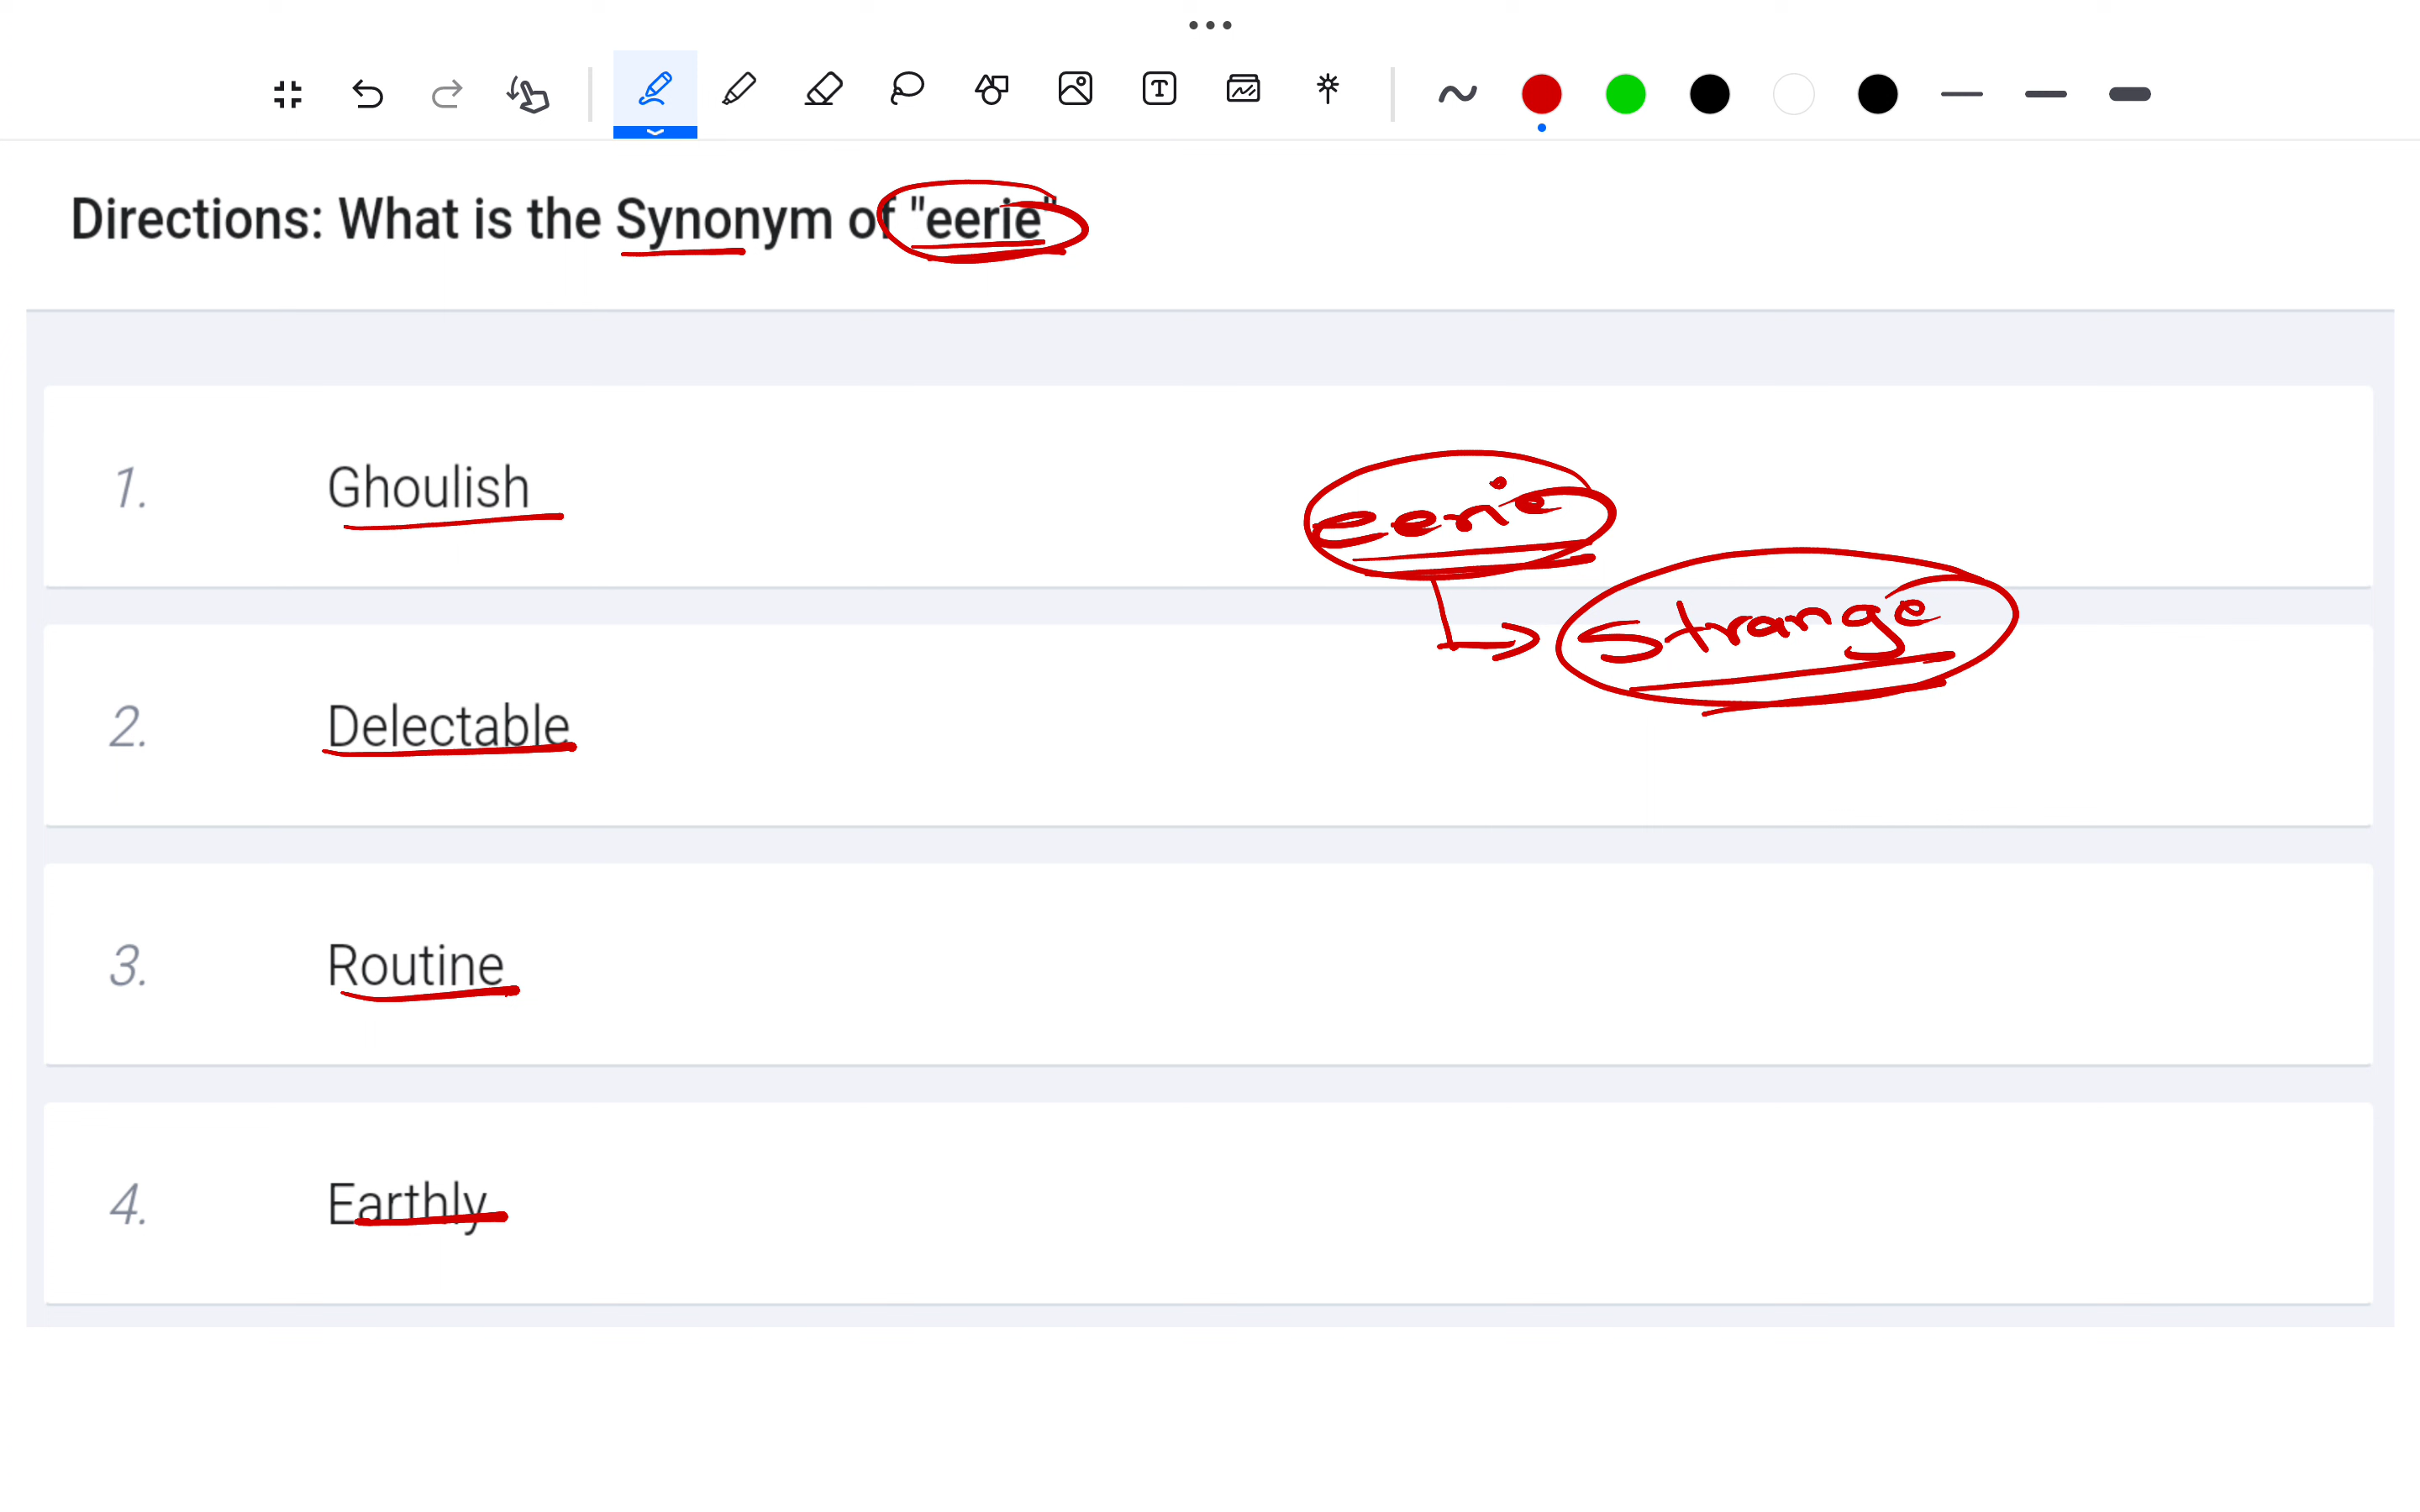 Directions: What is the Synonym of "eerie"
1. Ghoulish
eerie
Strange
2. Delectable
3. Routine
4. Earthly